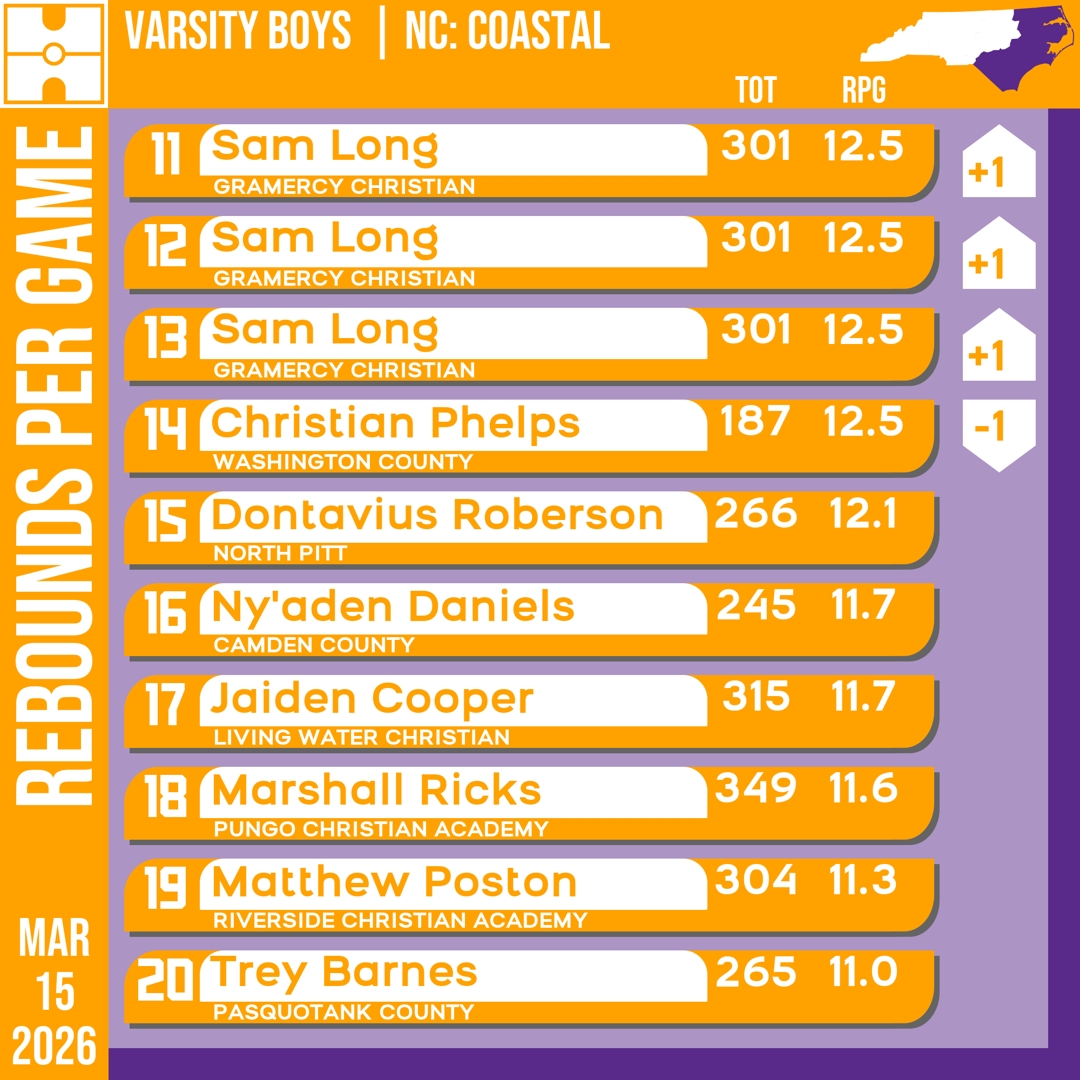 VARSITY BOYS | NC: COASTAL
TOT RPG
REBOUNDS PER GAME
MAR
15
2026
11 Sam Long 301 12.5 +1
GRAMERCY CHRISTIAN
12 Sam Long 301 12.5 +1
GRAMERCY CHRISTIAN
13 Sam Long 301 12.5 +1
GRAMERCY CHRISTIAN
14 Christian Phelps 187 12.5 -1
WASHINGTON COUNTY
15 Dontavius Roberson 266 12.1
NORTH PITT
16 Ny'aden Daniels 245 11.7
CAMDEN COUNTY
17 Jaiden Cooper 315 11.7
LIVING WATER CHRISTIAN
18 Marshall Ricks 349 11.6
PUNGO CHRISTIAN ACADEMY
19 Matthew Poston 304 11.3
RIVERSIDE CHRISTIAN ACADEMY
20 Trey Barnes 265 11.0
PASQUOTANK COUNTY